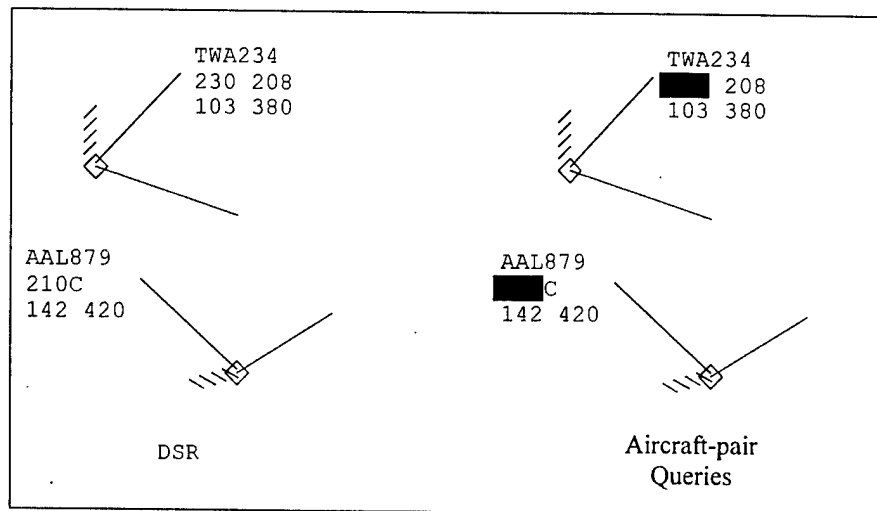 TWA234
230 208
103 380
AAL879
210C
142 420
DSR
TWA234
208
103 380
AAL879
C
142 420
Aircraft-pair
Queries